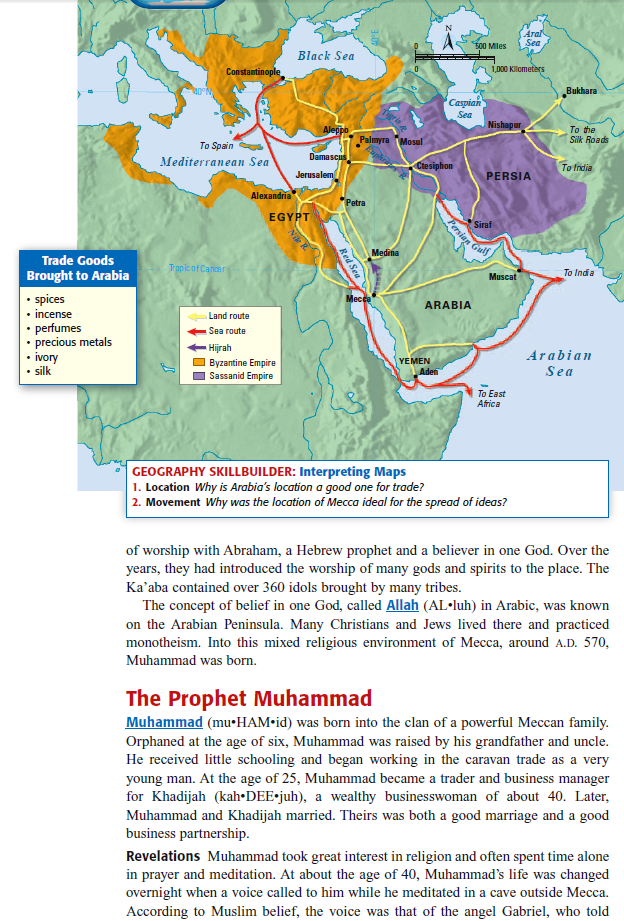 Black Sea
Aral
Sea
N
0
500 Miles
0
1,000 Kilometers
Constantinople
40°N
Bukhara
Caspian
Sea
Nishapur
To the
Silk Roads
Aleppo
Tigris R.
Palmyra
Mosul
To Spain
Mediterranean Sea
Damascus
Euphrates R.
Ctesiphon
To India
PERSIA
Jerusalem
Alexandria
Petra
EGYPT
Siraf
Nile R.
Persian Gulf
Red Sea
Medina
Tropic of Cancer
Muscat
To India
Mecca
ARABIA
Arabian
Sea
YEMEN
Aden
To East
Africa
Trade Goods
Brought to Arabia
• spices
• incense
• perfumes
• precious metals
• ivory
• silk
Land route
Sea route
Hijrah
Byzantine Empire
Sassanid Empire
GEOGRAPHY SKILLBUILDER: Interpreting Maps
1. Location Why is Arabia's location a good one for trade?
2. Movement Why was the location of Mecca ideal for the spread of ideas?
of worship with Abraham, a Hebrew prophet and a believer in one God. Over the
years, they had introduced the worship of many gods and spirits to the place. The
Ka'aba contained over 360 idols brought by many tribes.
The concept of belief in one God, called Allah (AL•luh) in Arabic, was known
on the Arabian Peninsula. Many Christians and Jews lived there and practiced
monotheism. Into this mixed religious environment of Mecca, around A.D. 570,
Muhammad was born.
The Prophet Muhammad
Muhammad (mu•HAM•id) was born into the clan of a powerful Meccan family.
Orphaned at the age of six, Muhammad was raised by his grandfather and uncle.
He received little schooling and began working in the caravan trade as a very
young man. At the age of 25, Muhammad became a trader and business manager
for Khadijah (kah•DEE•juh), a wealthy businesswoman of about 40. Later,
Muhammad and Khadijah married. Theirs was both a good marriage and a good
business partnership.
Revelations Muhammad took great interest in religion and often spent time alone
in prayer and meditation. At about the age of 40, Muhammad's life was changed
overnight when a voice called to him while he meditated in a cave outside Mecca.
According to Muslim belief, the voice was that of the angel Gabriel, who told